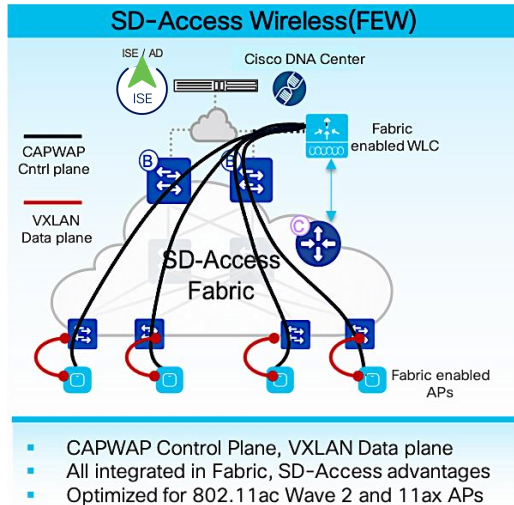 SD-Access Wireless(FEW)
ISE / AD
ISE
Cisco DNA Center
CAPWAP
Cntrl plane
Fabric
enabled WLC
B
B
VXLAN
Data plane
C
SD-Access
Fabric
Fabric enabled
APs
▪ CAPWAP Control Plane, VXLAN Data plane
▪ All integrated in Fabric, SD-Access advantages
▪ Optimized for 802.11ac Wave 2 and 11ax APs